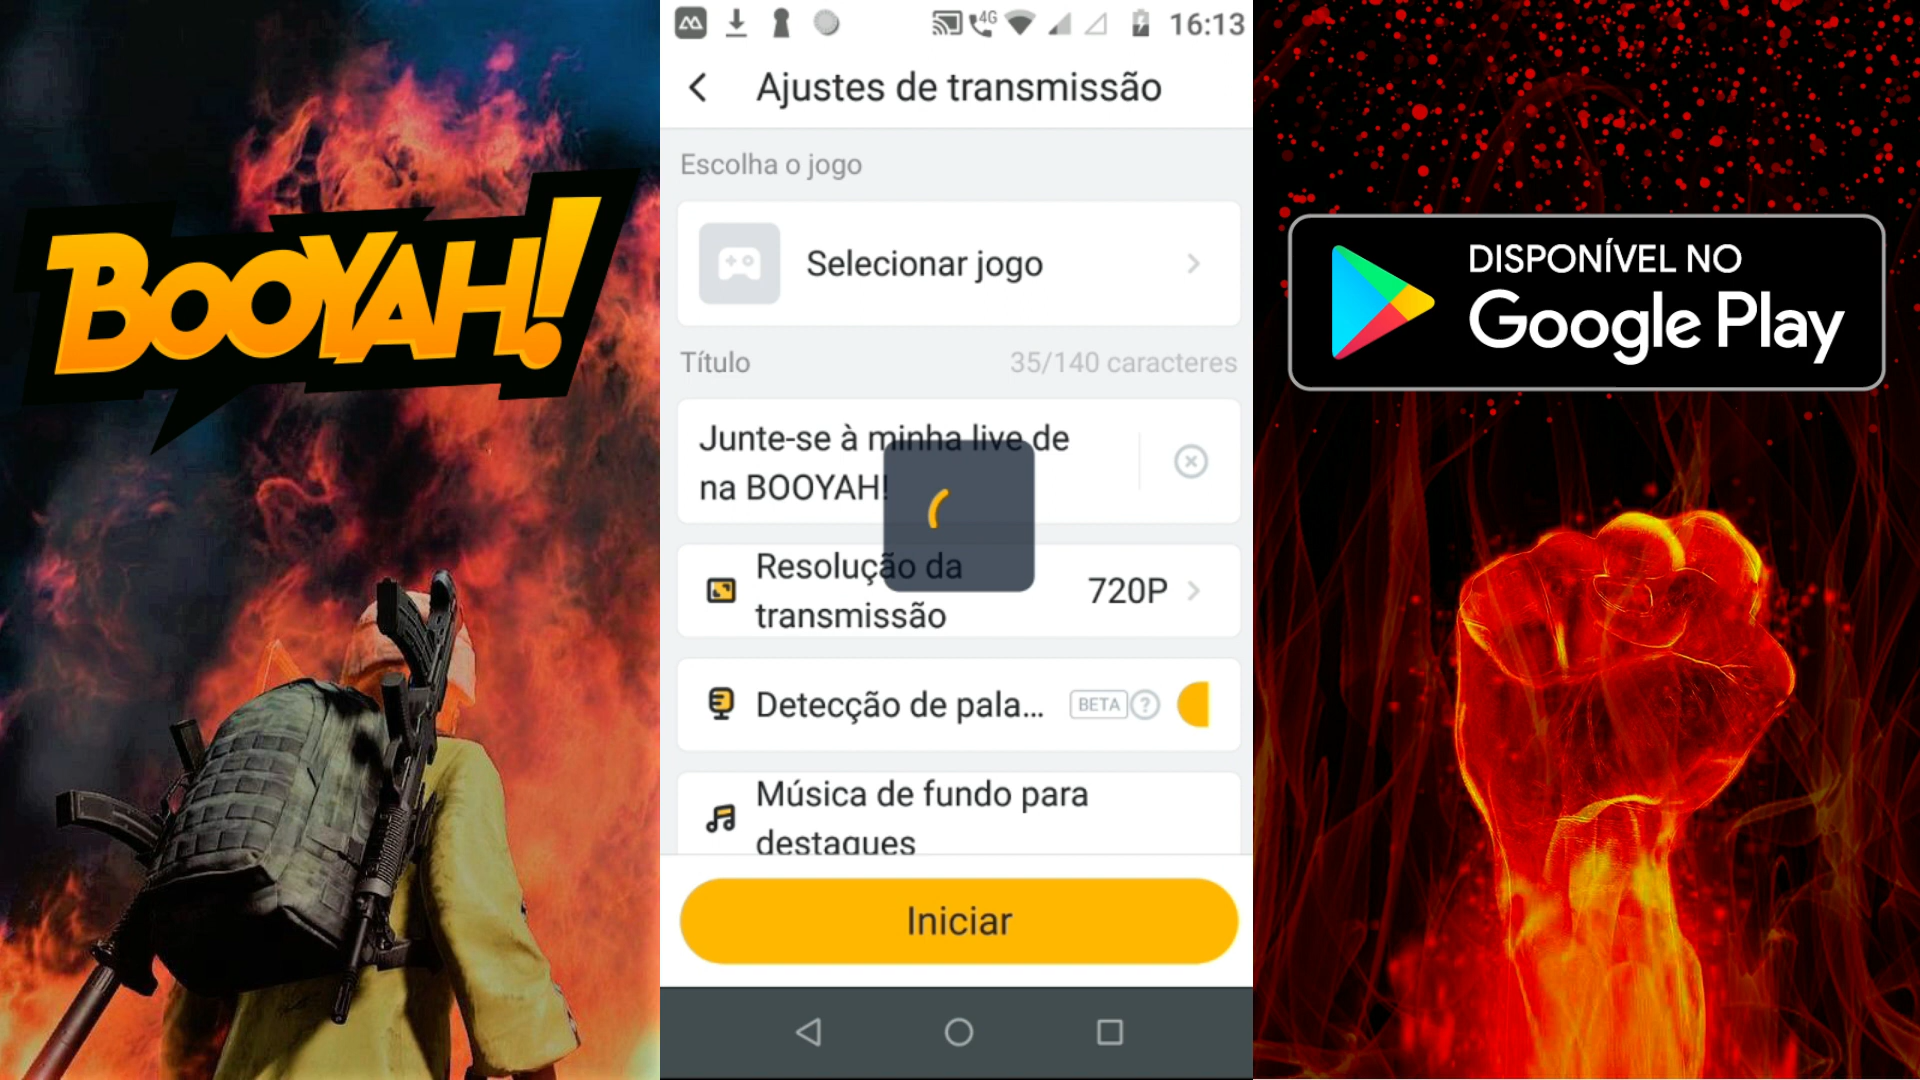 BOOYAH!
4G 16:13
Ajustes de transmissão
Escolha o jogo
Selecionar jogo
Título 35/140 caracteres
Junte-se à minha live de
na BOOYAH!
Resolução da
transmissão
720P
Detecção de pala... BETA ?
Música de fundo para
destaques
Iniciar
DISPONÍVEL NO
Google Play